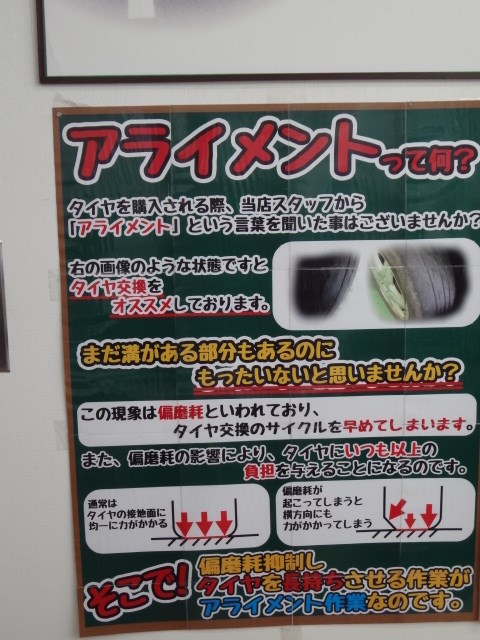 アライメントって何?
タイヤを購入される際、当店スタッフから
「アライメント」という言葉を聞いた事はございませんか?
右の画像のような状態ですと
タイヤ交換を
オススメしております。
まだ溝がある部分もあるのに
もったいないと思いませんか?
この現象は偏磨耗といわれており、
タイヤ交換のサイクルを早めてしまいます。
また、偏磨耗の影響により、タイヤにいつも以上の
負担を与えることになるのです。
通常は
タイヤの接地面に
均一に力がかかる
偏磨耗が
起こってしまうと
横方向にも
力がかかってしまう
そこで!
偏磨耗抑制し
タイヤを長持ちさせる作業が
アライメント作業なのです。